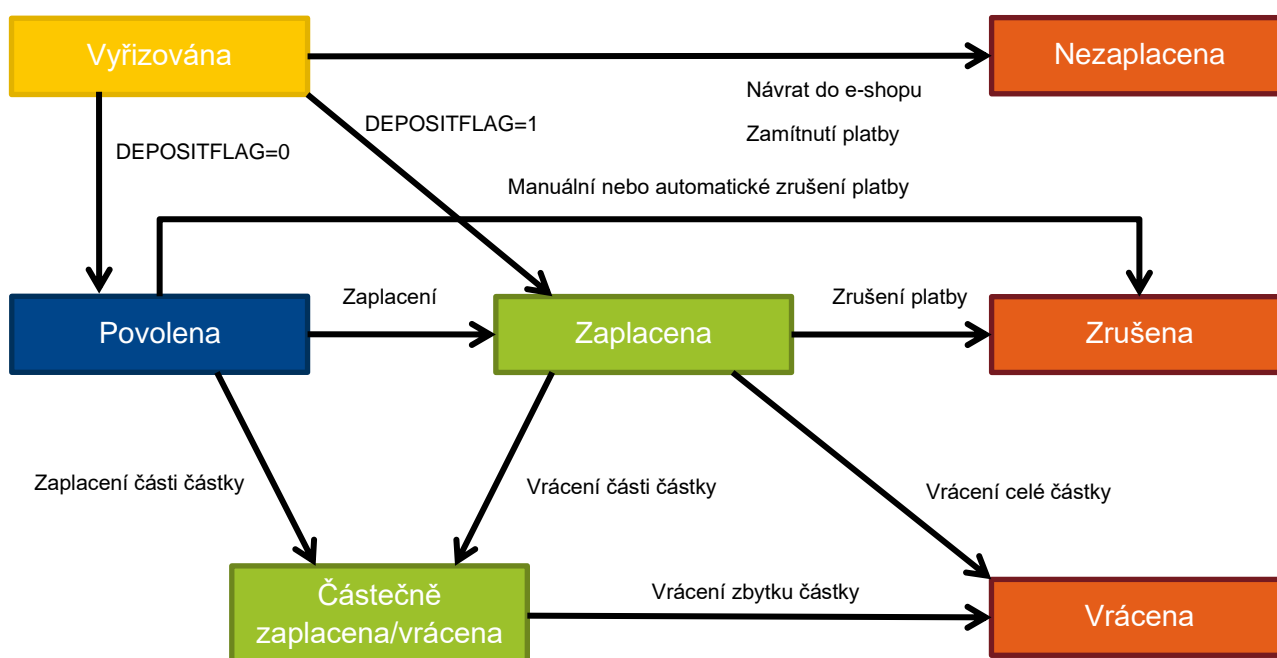 Vyřizována
Nezaplacena
Návrat do e-shopu
DEPOSITFLAG=1
Zamítnutí platby
DEPOSITFLAG=0
Manuální nebo automatické zrušení platby
Zaplacení
Zrušení platby
Povolena
Zaplacena
Zrušena
Zaplacení části částky
Vrácení části částky
Vrácení celé částky
Částečně
zaplacena/vrácena
Vrácení zbytku částky
Vrácena